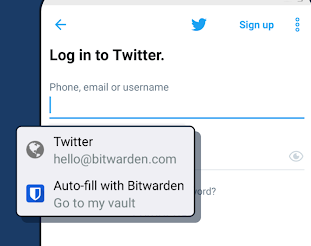 Sign up
Log in to Twitter.
Phone, email or username
Twitter
hello@bitwarden.com
Auto-fill with Bitwarden
Go to my vault